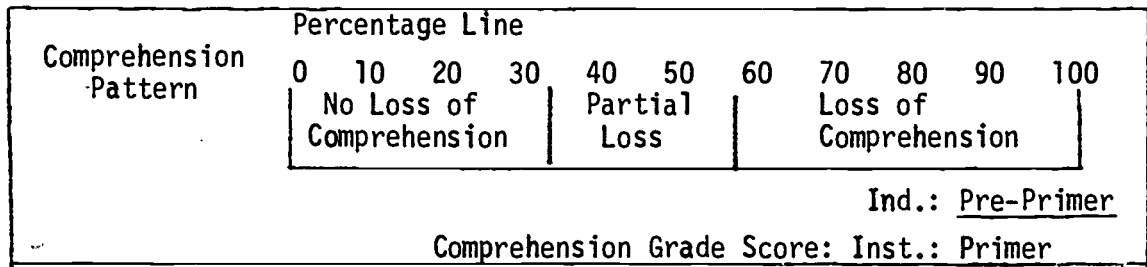 Percentage Line
Comprehension Pattern
0 10 20 30 40 50 60 70 80 90 100
No Loss of Comprehension
Partial Loss
Loss of Comprehension
Ind.: Pre-Primer
Comprehension Grade Score: Inst.: Primer